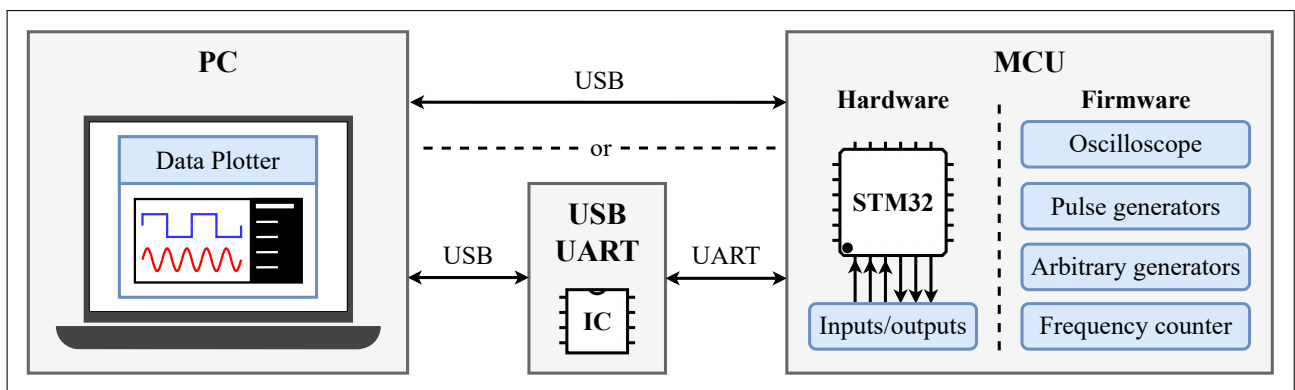 PC
Data Plotter
USB
or
USB
USB
UART
IC
UART
MCU
Hardware
STM32
Inputs/outputs
Firmware
Oscilloscope
Pulse generators
Arbitrary generators
Frequency counter